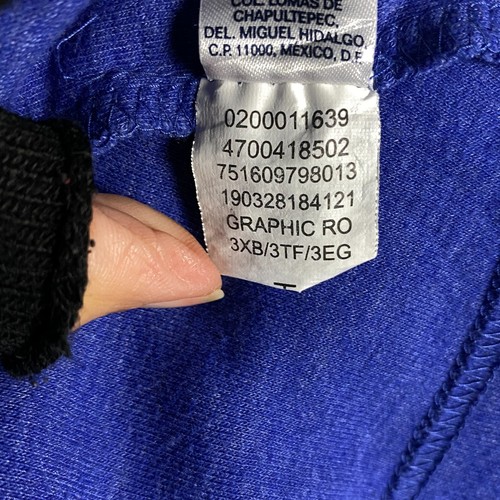 COL. LOMAS DE
CHAPULTEPEC,
DEL. MIGUEL HIDALGO,
C.P. 11000, MEXICO, D.F.
0200011639
4700418502
751609798013
190328184121
GRAPHIC RO
3XB/3TF/3EG